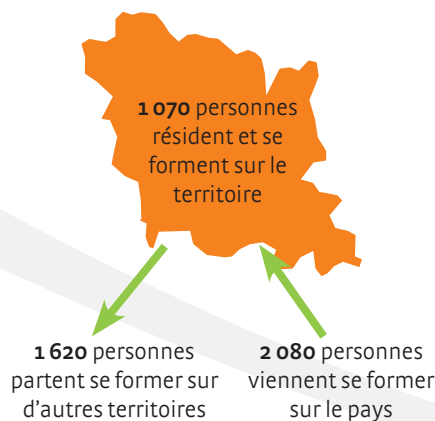 1 070 personnes
résident et se
forment sur le
territoire
1 620 personnes
partent se former sur
d'autres territoires
2 080 personnes
viennent se former
sur le pays